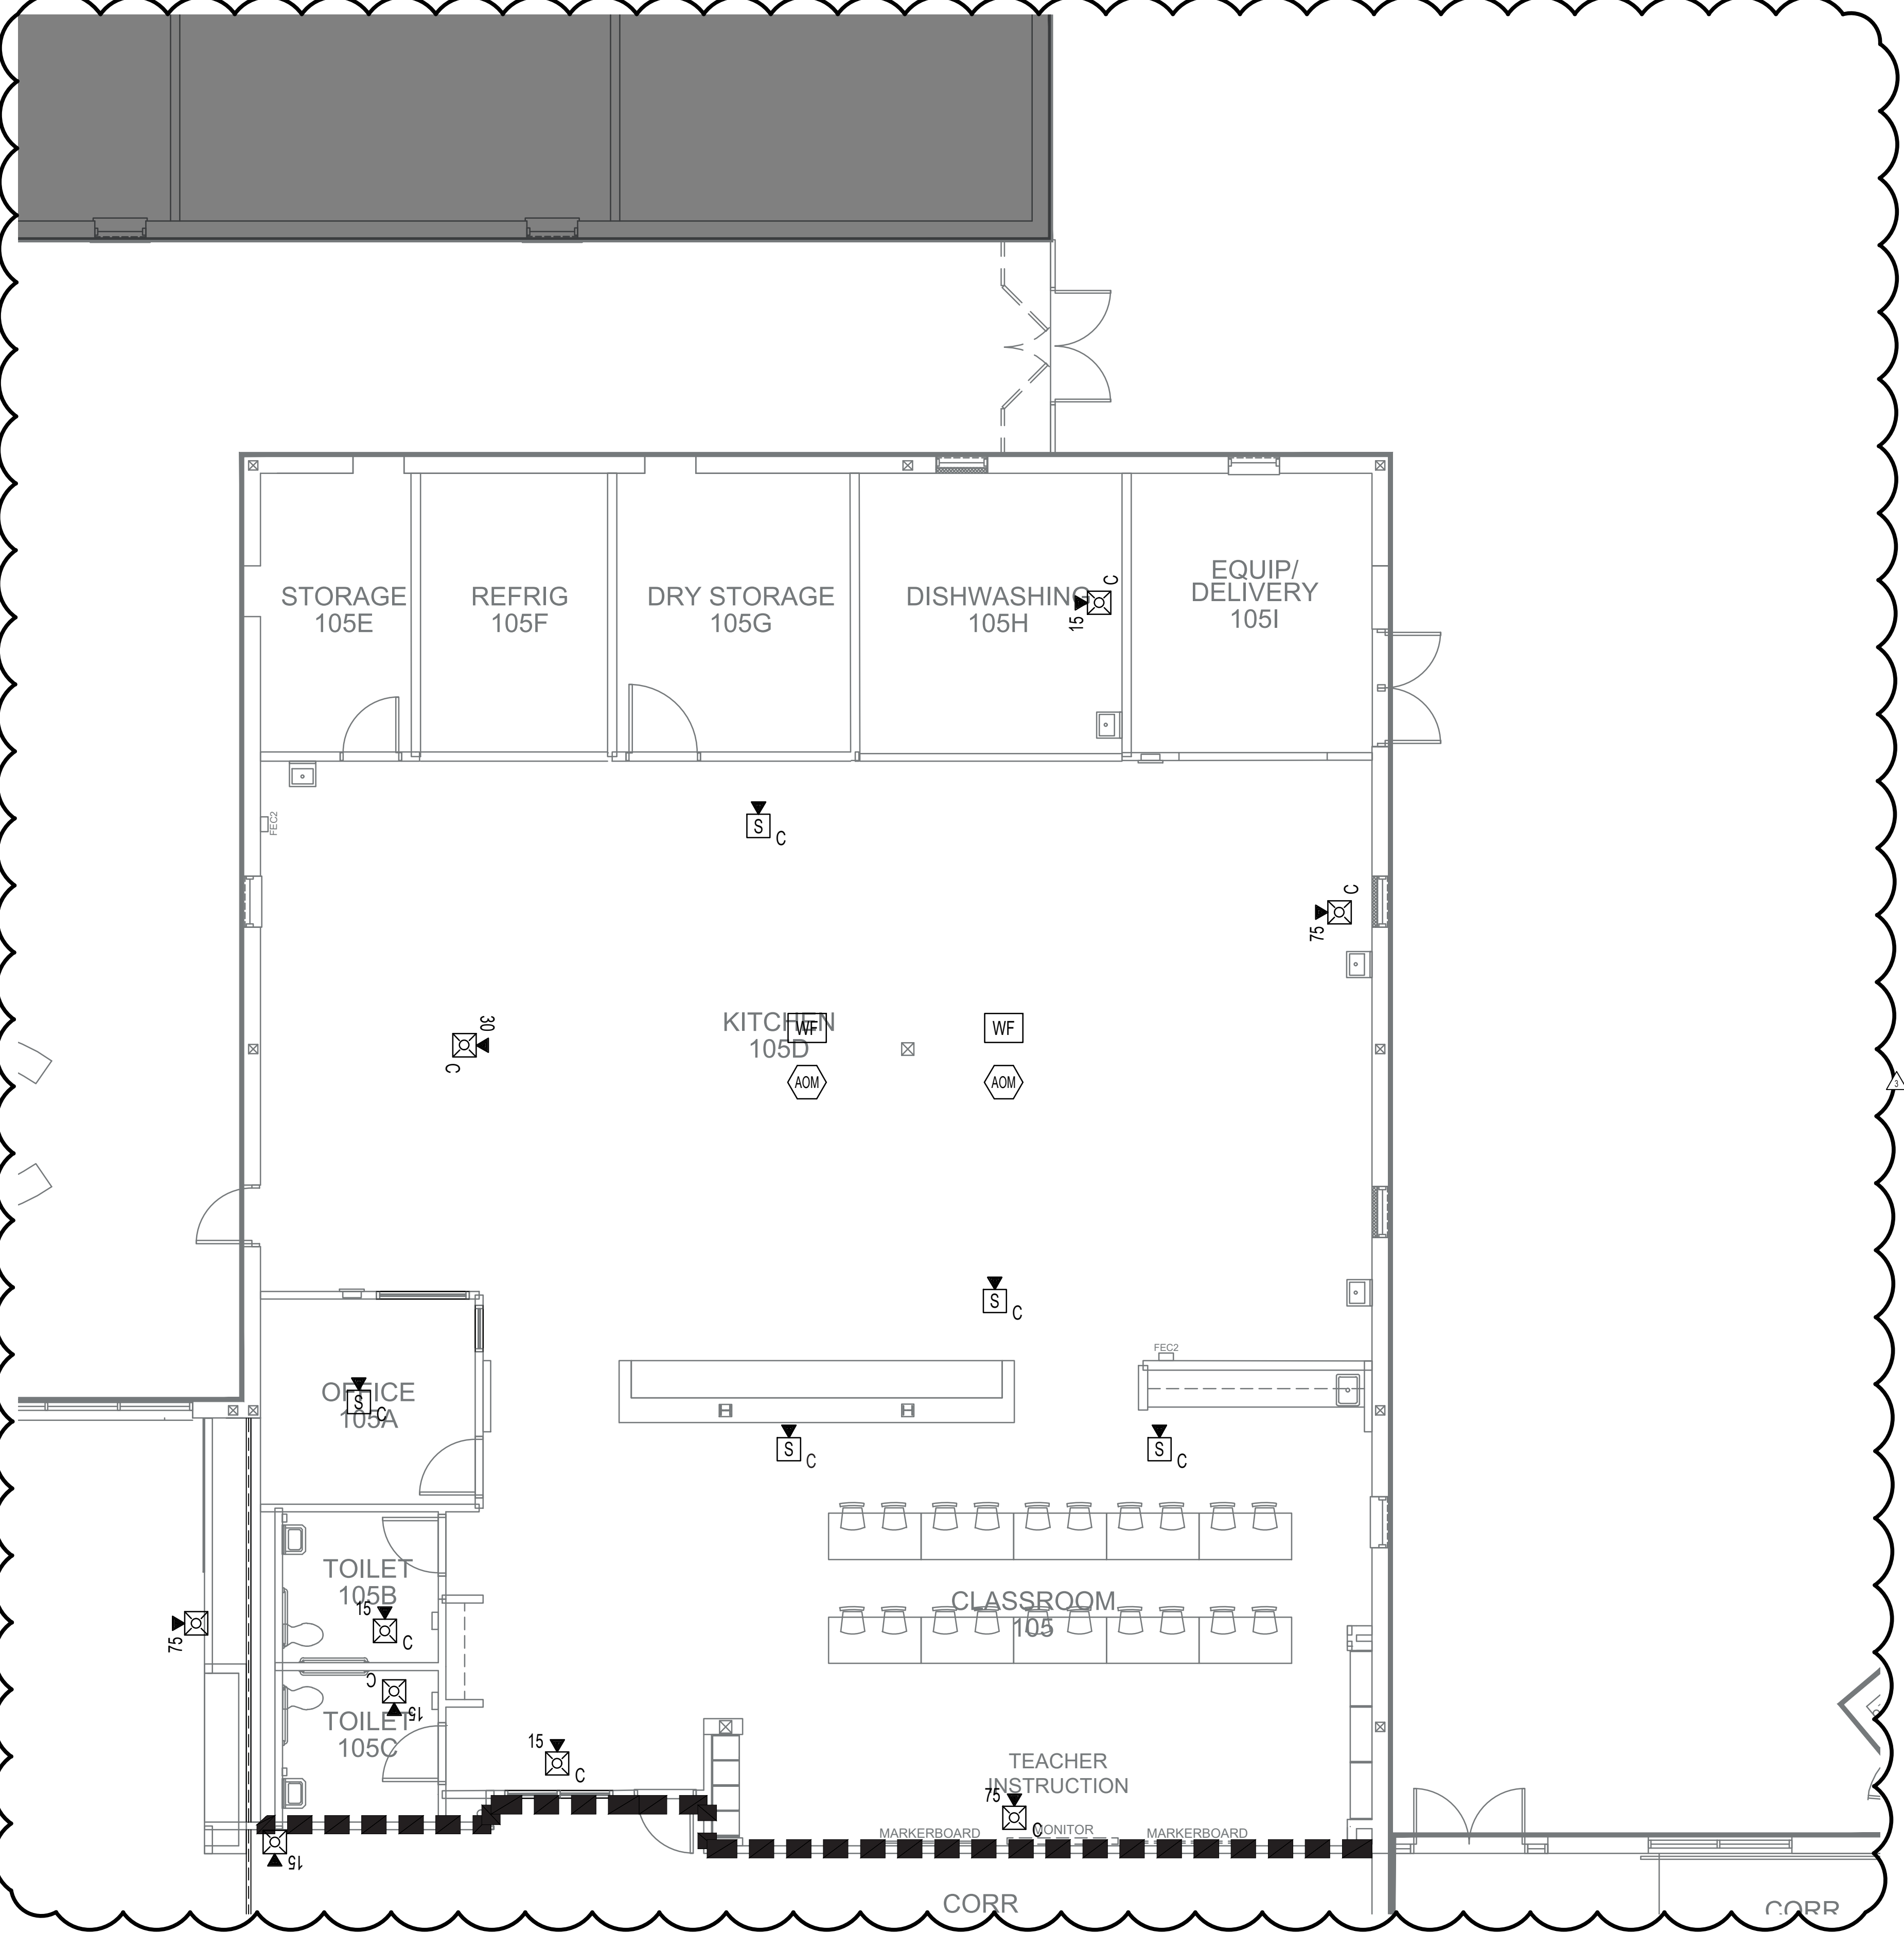 STORAGE
105E
REFRIG
105F
DRY STORAGE
105G
DISHWASHING
105H
C
15
EQUIP/
DELIVERY
105I
FEC2
S
C
C
75
30
C
KITCHEN
105D
WF
WF
AOM
AOM
3
S
C
FEC2
OFFICE
105A
S
C
S
C
S
C
TOILET
105B
15
C
75
CLASSROOM
105
C
15
TOILET
105C
15
C
TEACHER
INSTRUCTION
75
C
MARKERBOARD
MONITOR
MARKERBOARD
15
CORR
CORR